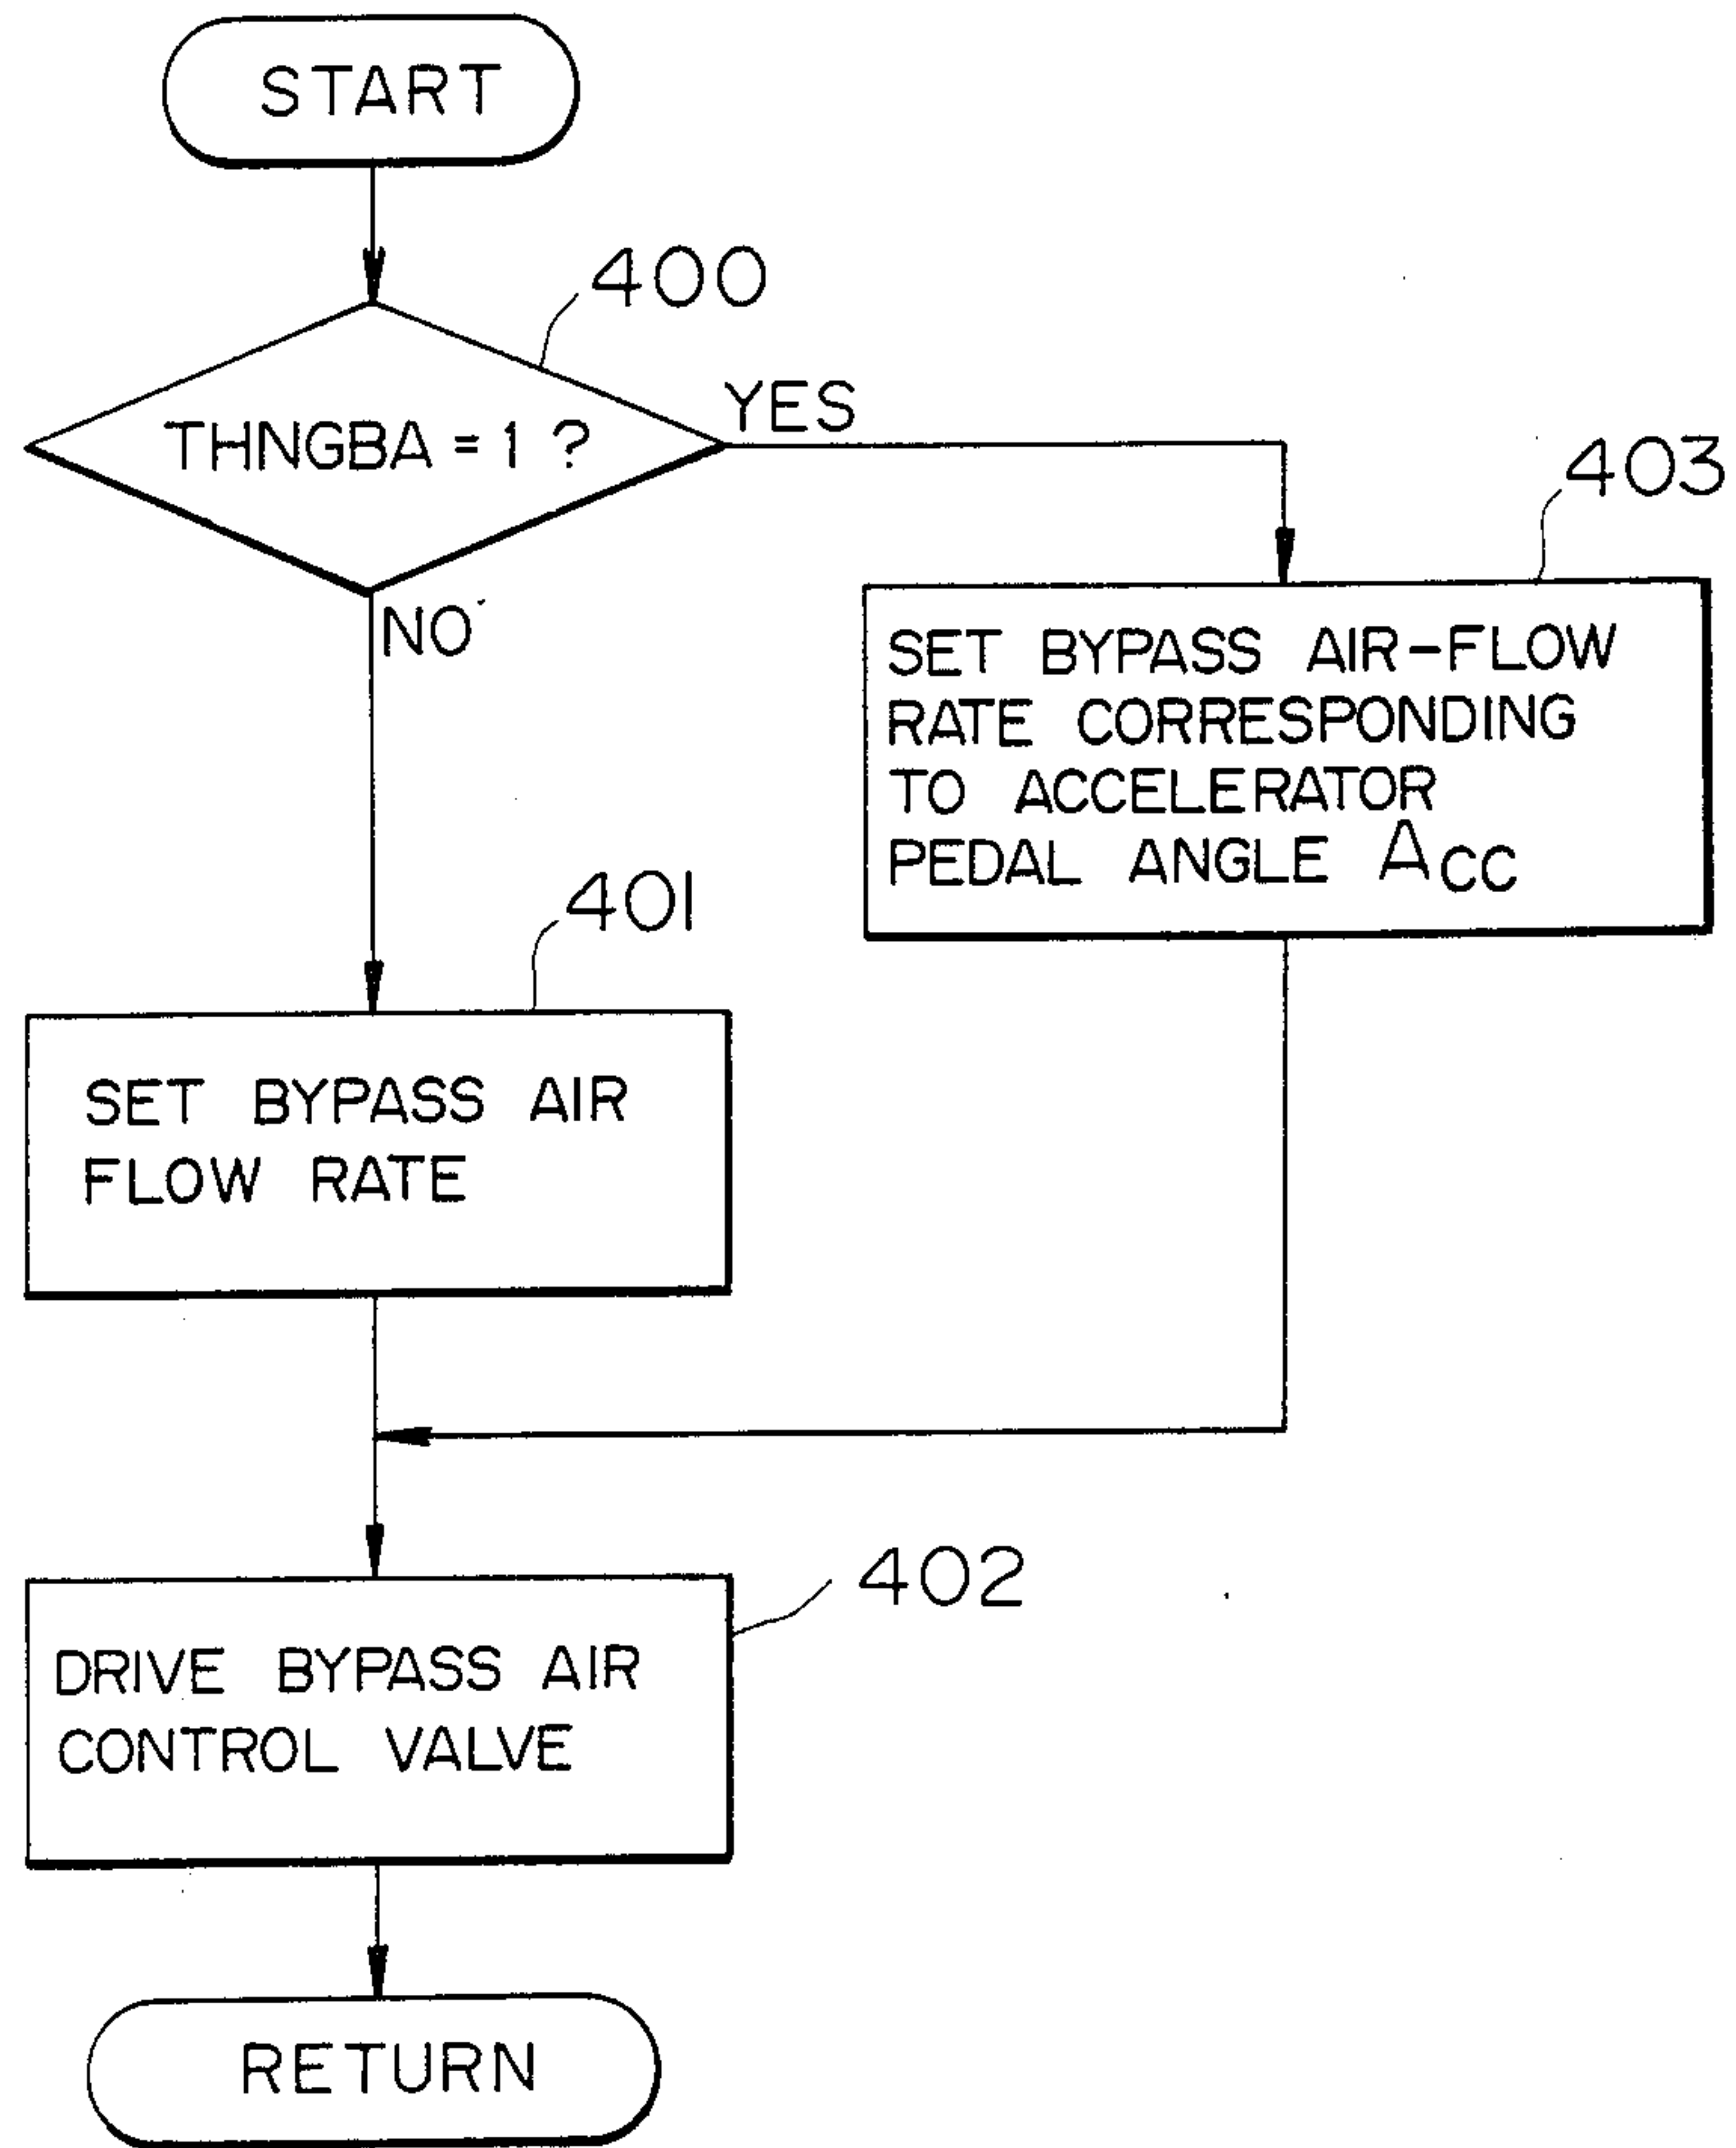 START
400
THNGBA = 1 ?
YES
NO
403
SET BYPASS AIR-FLOW
RATE CORRESPONDING
TO ACCELERATOR
PEDAL ANGLE ACC
401
SET BYPASS AIR
FLOW RATE
402
DRIVE BYPASS AIR
CONTROL VALVE
RETURN